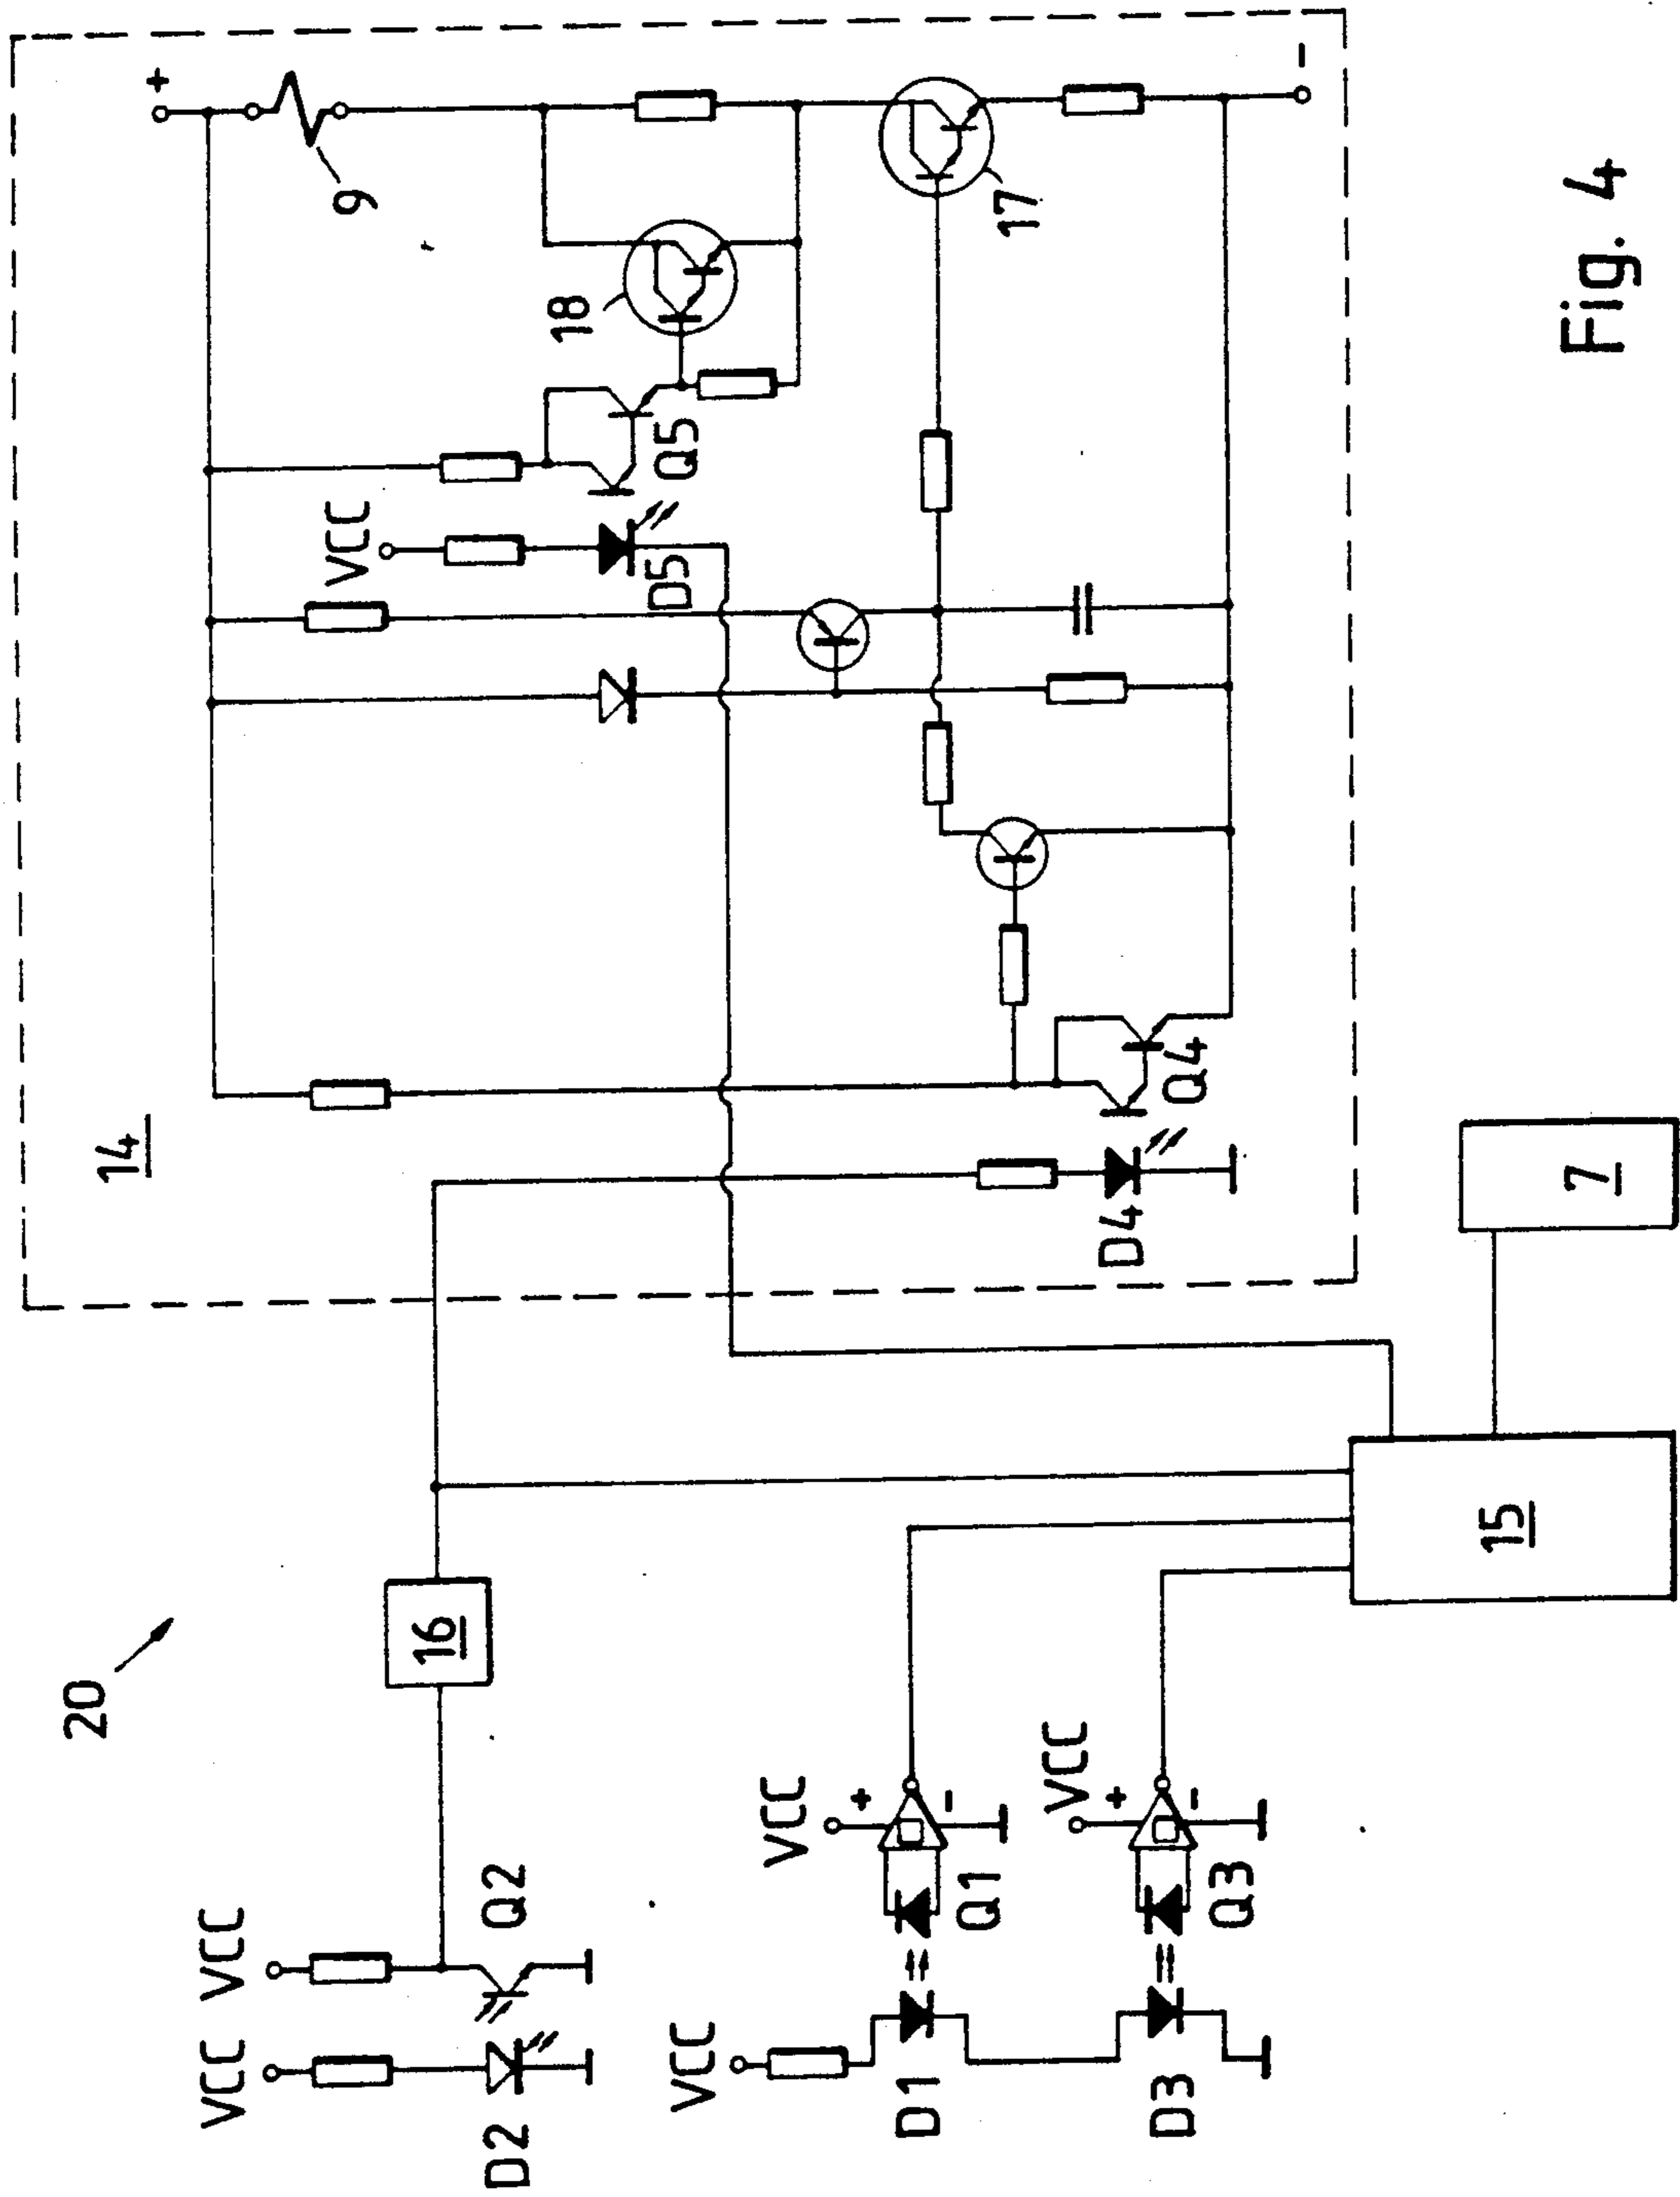 20
14
VCC
VCC
D2
Q2
16
VCC
D1
Q1
VCC
+
-
D3
Q3
VCC
+
-
15
7
D4
Q4
VCC
D5
Q5
18
17
9
+
-
Fig. 4